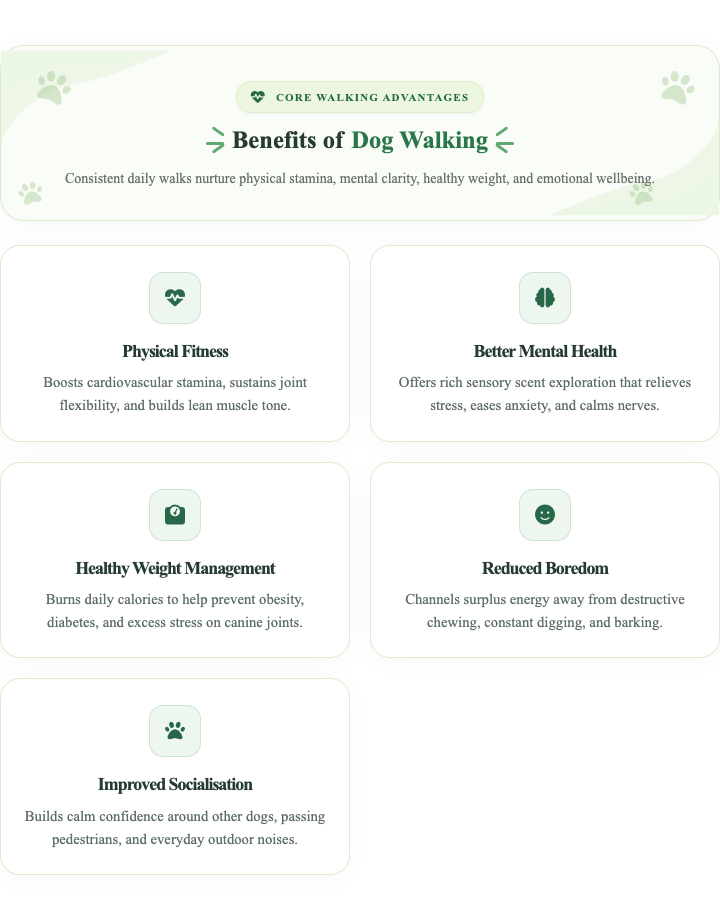 CORE WALKING ADVANTAGES
Benefits of Dog Walking
Consistent daily walks nurture physical stamina, mental clarity, healthy weight, and emotional wellbeing.
Physical Fitness
Boosts cardiovascular stamina, sustains joint
flexibility, and builds lean muscle tone.
Better Mental Health
Offers rich sensory scent exploration that relieves
stress, eases anxiety, and calms nerves.
Healthy Weight Management
Burns daily calories to help prevent obesity,
diabetes, and excess stress on canine joints.
Reduced Boredom
Channels surplus energy away from destructive
chewing, constant digging, and barking.
Improved Socialisation
Builds calm confidence around other dogs, passing
pedestrians, and everyday outdoor noises.